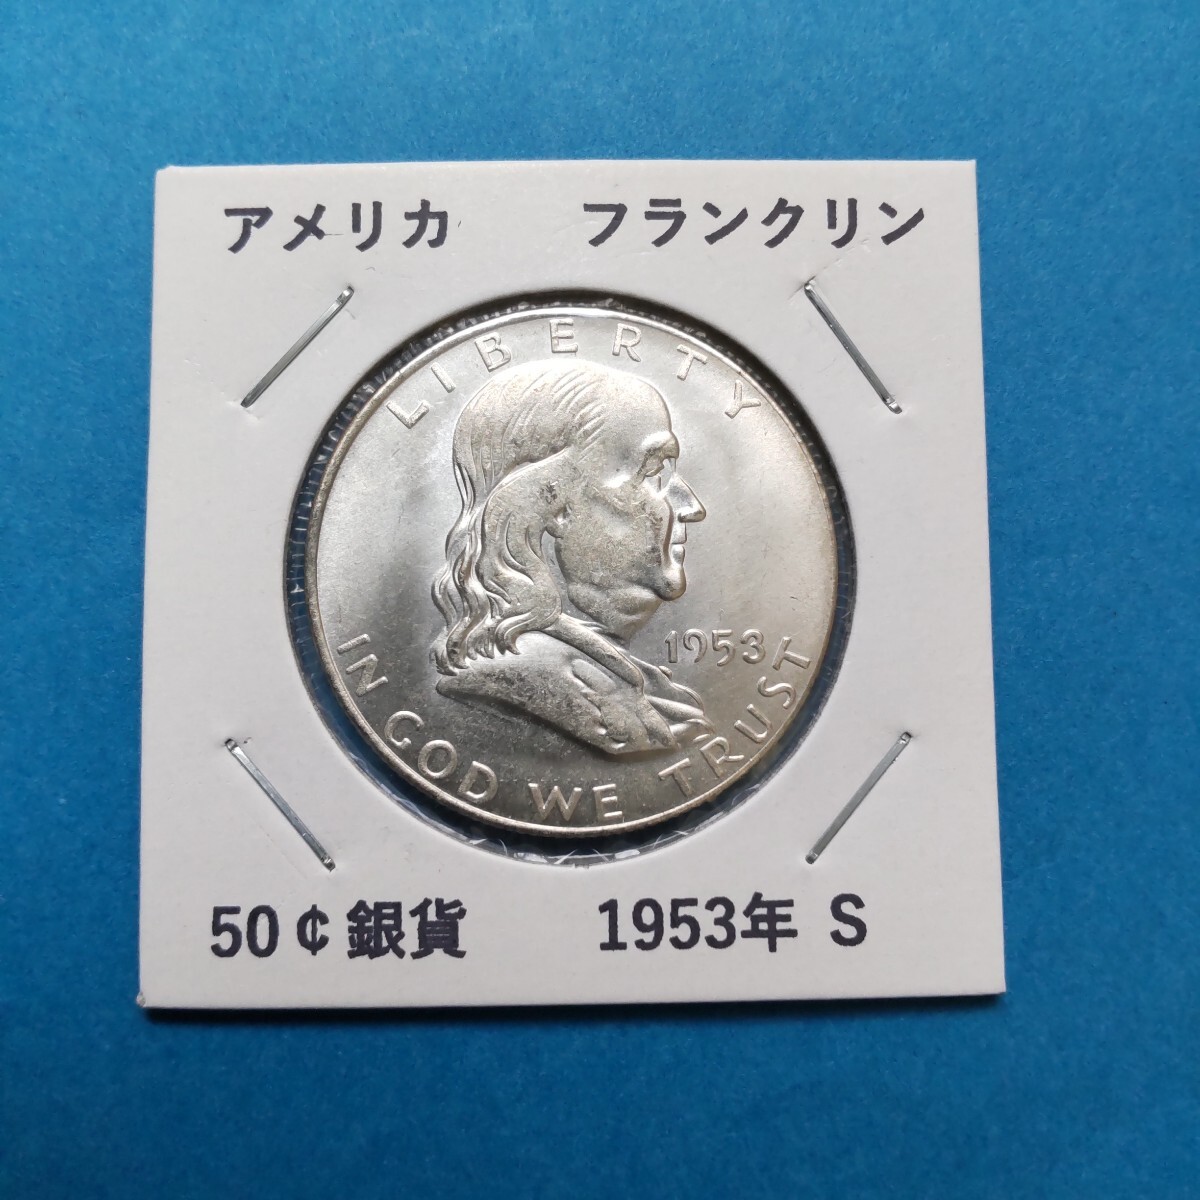 アメリカ フランクリン
LIBERTY
1953
IN GOD WE TRUST
50¢銀貨 1953年 S